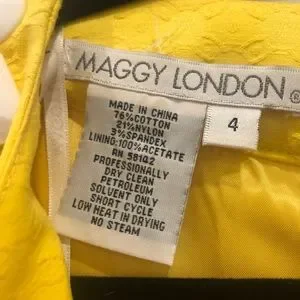 MAGGY LONDON®
4
MADE IN CHINA
76%COTTON
21%NYLON
3%SPANDEX
LINING:100%ACETATE
RN 58102
PROFESSIONALLY
DRY CLEAN
PETROLEUM
SOLVENT ONLY
SHORT CYCLE
LOW HEAT IN DRYING
NO STEAM